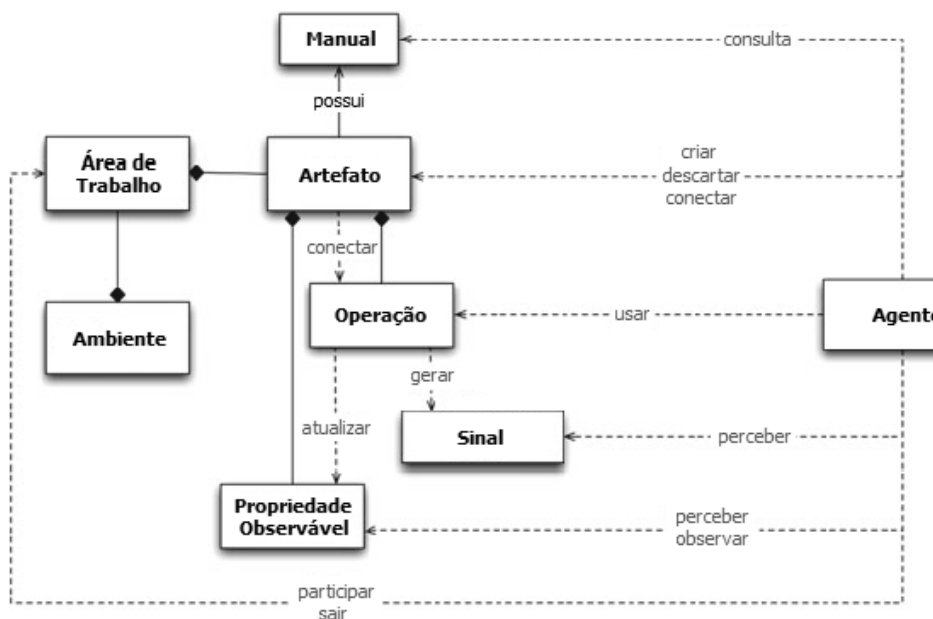 Manual
consulta
possui
Área de
Trabalho
Artefato
criar
descartar
conectar
conectar
Ambiente
Operação
usar
Agente
gerar
atualizar
Sinal
perceber
Propriedade
Observável
perceber
observar
participar
sair